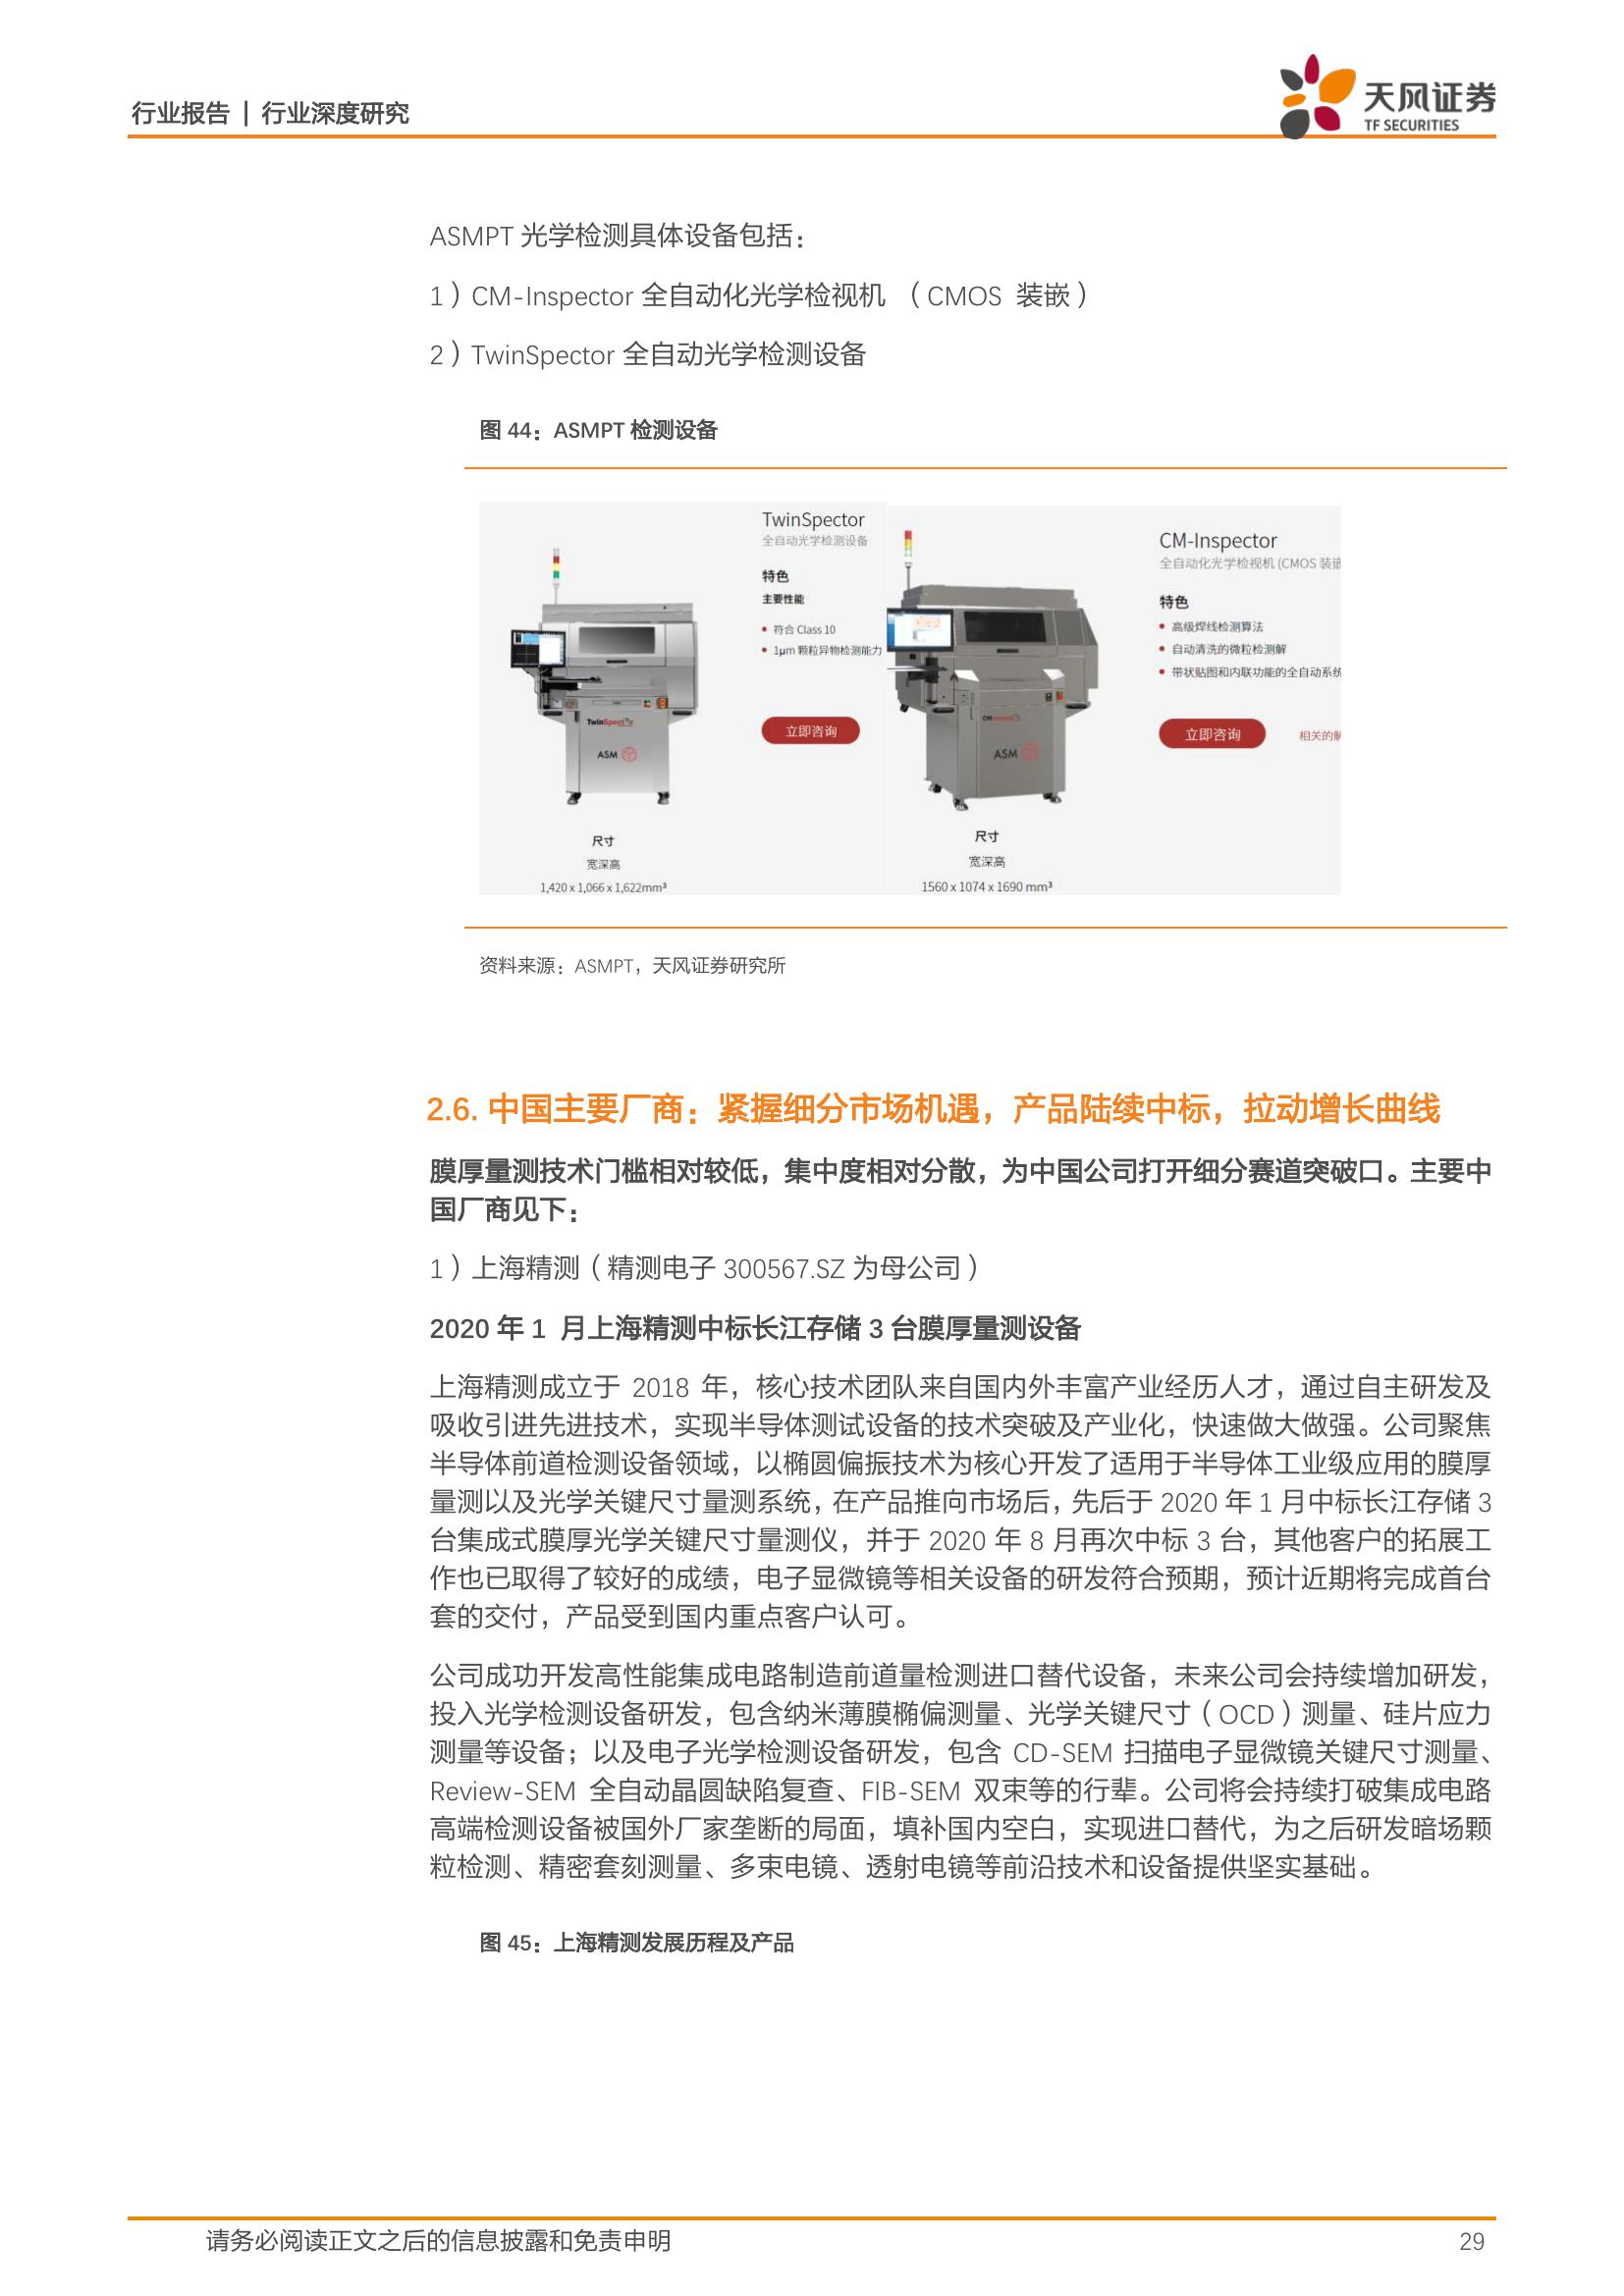 行业报告 | 行业深度研究
天风证券
TF SECURITIES
ASMPT 光学检测具体设备包括：
1）CM-Inspector 全自动化光学检视机 （CMOS 装嵌）
2）TwinSpector 全自动光学检测设备
图 44：ASMPT 检测设备
TwinSpector
全自动光学检测设备
特色
主要性能
• 符合 Class 10
• 1μm 颗粒异物检测能力
立即咨询
TwinSpector
ASM
尺寸
宽深高
1,420 x 1,066 x 1,622mm³
CM-Inspector
全自动化光学检视机 (CMOS 装嵌
特色
• 高级焊线检测算法
• 自动清洗的微粒检测解
• 带状贴图和内联功能的全自动系统
立即咨询
相关的解
ASM
尺寸
宽深高
1560 x 1074 x 1690 mm³
资料来源：ASMPT，天风证券研究所
2.6. 中国主要厂商：紧握细分市场机遇，产品陆续中标，拉动增长曲线
膜厚量测技术门槛相对较低，集中度相对分散，为中国公司打开细分赛道突破口。主要中
国厂商见下：
1）上海精测（精测电子 300567.SZ 为母公司）
2020 年 1 月上海精测中标长江存储 3 台膜厚量测设备
上海精测成立于 2018 年，核心技术团队来自国内外丰富产业经历人才，通过自主研发及
吸收引进先进技术，实现半导体测试设备的技术突破及产业化，快速做大做强。公司聚焦
半导体前道检测设备领域，以椭圆偏振技术为核心开发了适用于半导体工业级应用的膜厚
量测以及光学关键尺寸量测系统，在产品推向市场后，先后于 2020 年 1 月中标长江存储 3
台集成式膜厚光学关键尺寸量测仪，并于 2020 年 8 月再次中标 3 台，其他客户的拓展工
作也已取得了较好的成绩，电子显微镜等相关设备的研发符合预期，预计近期将完成首台
套的交付，产品受到国内重点客户认可。
公司成功开发高性能集成电路制造前道量检测进口替代设备，未来公司会持续增加研发，
投入光学检测设备研发，包含纳米薄膜椭偏测量、光学关键尺寸（OCD）测量、硅片应力
测量等设备；以及电子光学检测设备研发，包含 CD-SEM 扫描电子显微镜关键尺寸测量、
Review-SEM 全自动晶圆缺陷复查、FIB-SEM 双束等的行辈。公司将会持续打破集成电路
高端检测设备被国外厂家垄断的局面，填补国内空白，实现进口替代，为之后研发暗场颗
粒检测、精密套刻测量、多束电镜、透射电镜等前沿技术和设备提供坚实基础。
图 45：上海精测发展历程及产品
请务必阅读正文之后的信息披露和免责申明
29